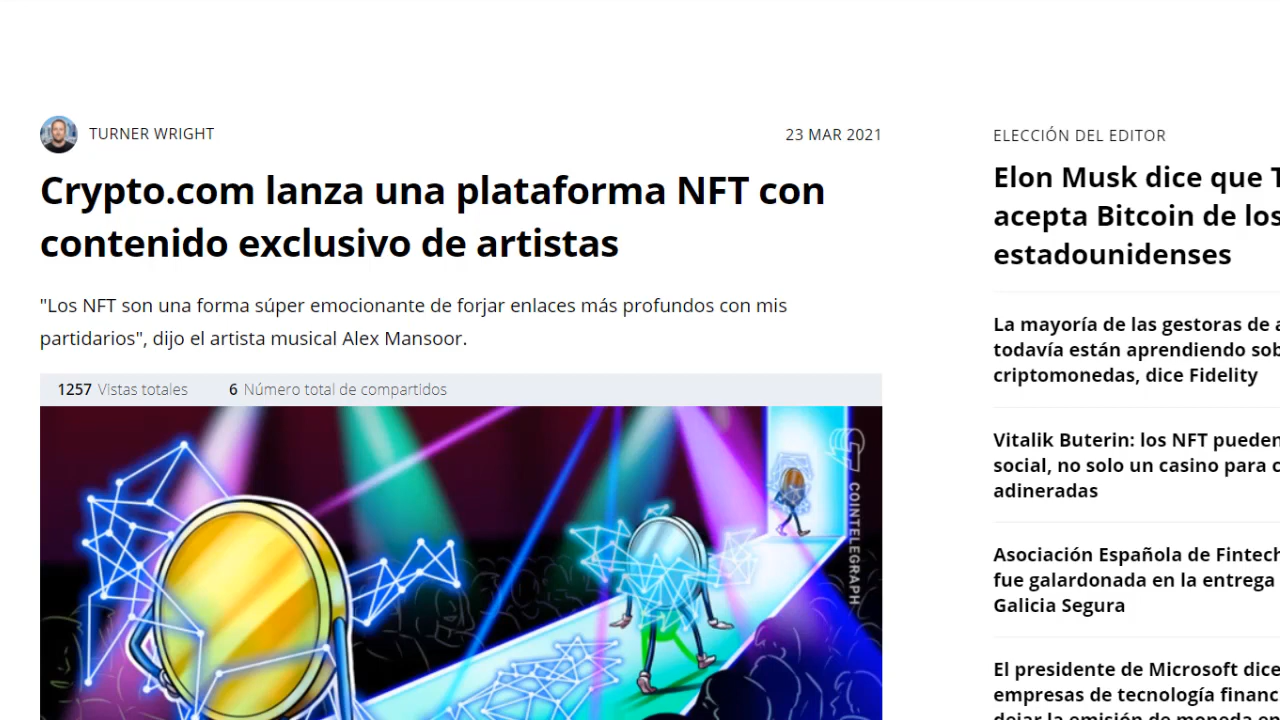 TURNER WRIGHT
23 MAR 2021
Crypto.com lanza una plataforma NFT con
contenido exclusivo de artistas
"Los NFT son una forma súper emocionante de forjar enlaces más profundos con mis
partidarios", dijo el artista musical Alex Mansoor.
1257 Vistas totales 6 Número total de compartidos
COINTELEGRAPH
ELECCIÓN DEL EDITOR
Elon Musk dice que
acepta Bitcoin de los
estadounidenses
La mayoría de las gestoras de
todavía están aprendiendo
criptomonedas, dice Fidelity
Vitalik Buterin: los NFT pueden
social, no solo un casino para
adineradas
Asociación Española de Fintech
fue galardonada en la entrega
Galicia Segura
El presidente de Microsoft dice
empresas de tecnología
dejar la emisión de moneda